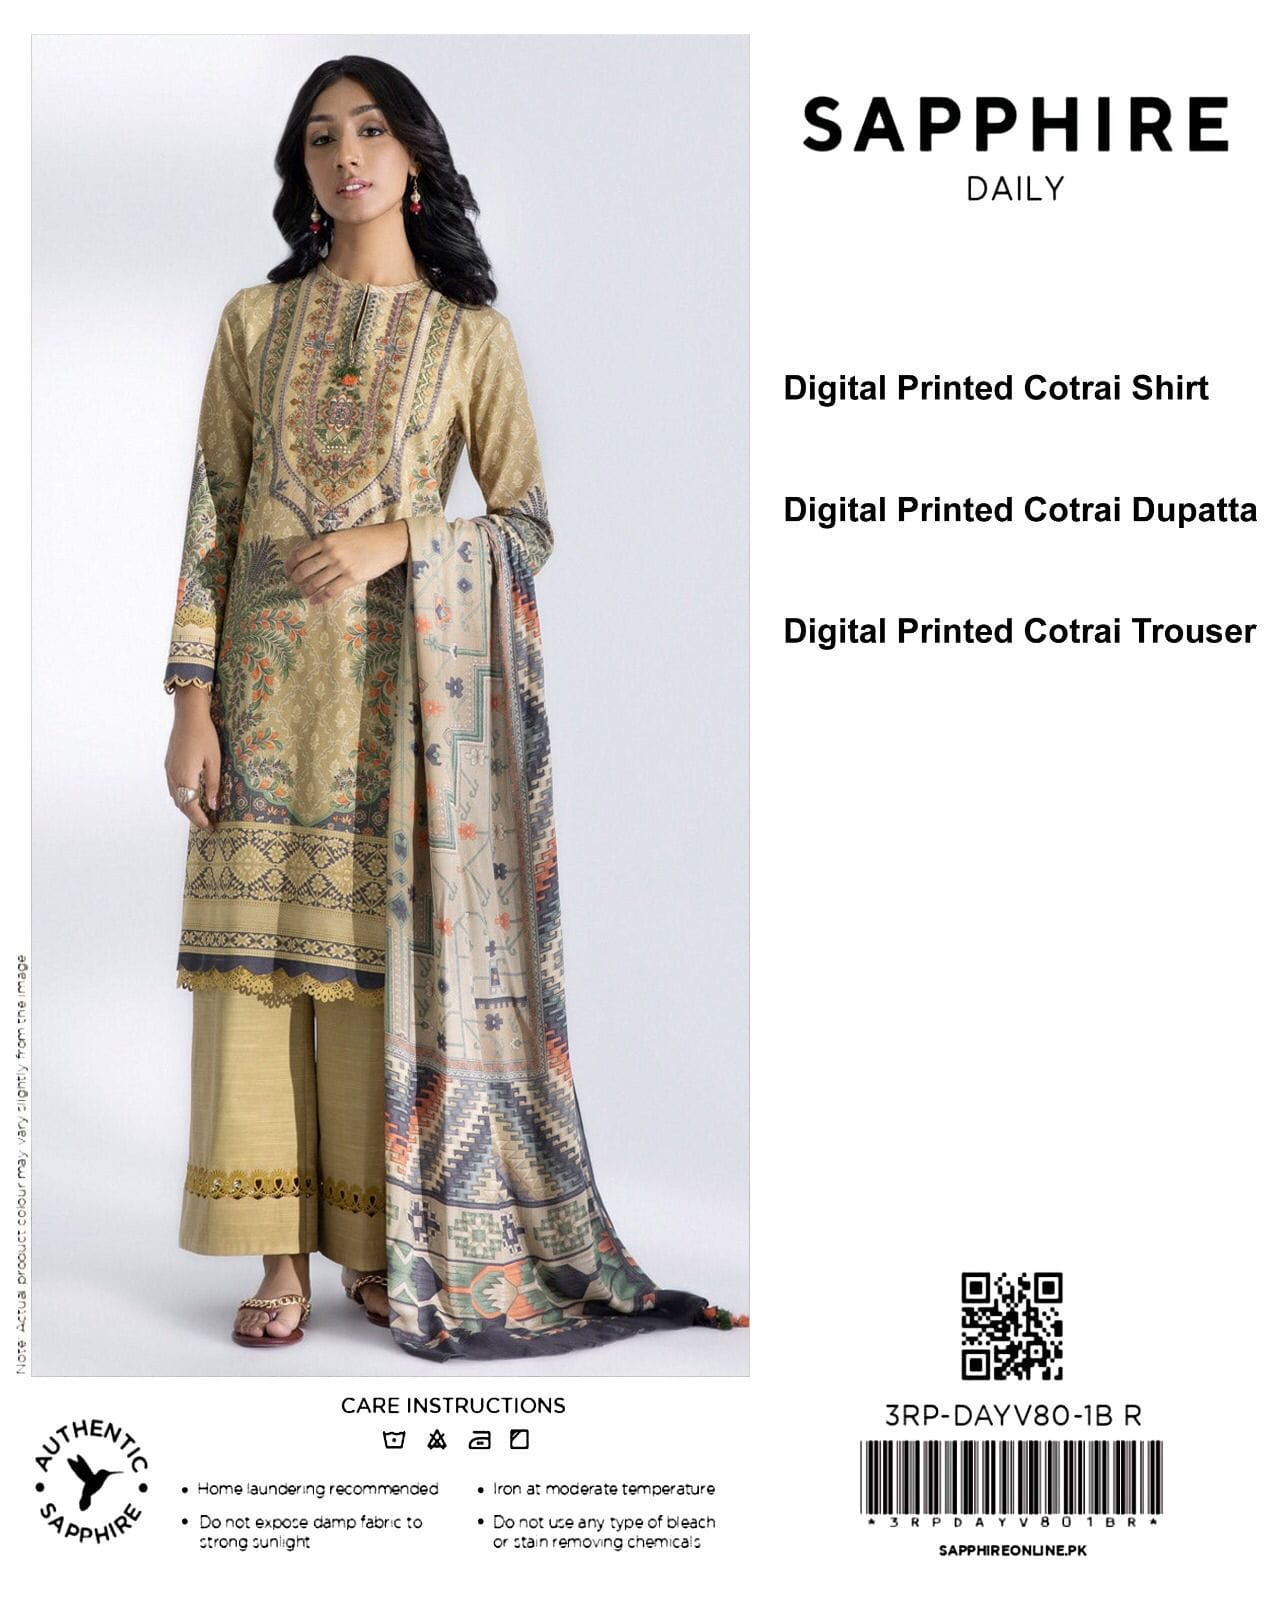 SAPPHIRE
DAILY
Digital Printed Cotrai Shirt
Digital Printed Cotrai Dupatta
Digital Printed Cotrai Trouser
Note: Actual product colour may vary slightly from the image
CARE INSTRUCTIONS
AUTHENTIC
SAPPHIRE
• Home laundering recommended
• Do not expose damp fabric to
strong sunlight
• Iron at moderate temperature
• Do not use any type of bleach
or stain removing chemicals
3RP-DAYV80-1B R
*3RPDAYV801BR*
SAPPHIREONLINE.PK